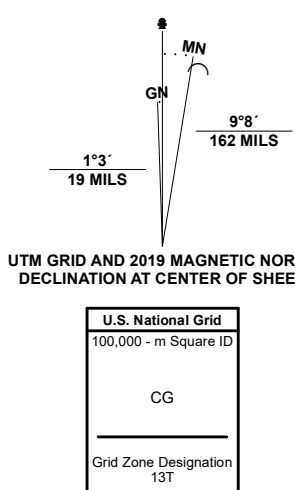 MN
GN
9°8´
162 MILS
1°3´
19 MILS
UTM GRID AND 2019 MAGNETIC NOR
DECLINATION AT CENTER OF SHEE
U.S. National Grid
100,000 - m Square ID
CG
Grid Zone Designation
13T